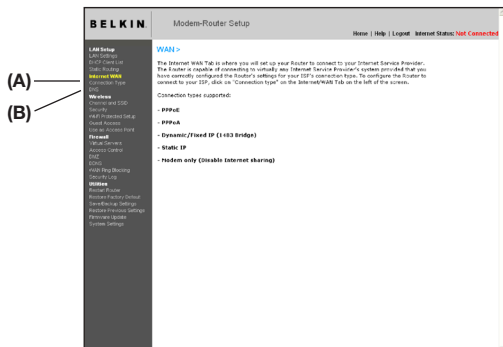 BELKIN.
Modem-Router Setup
Home | Help | Logout Internet Status: Not Connected
LAN Setup
LAN Settings
DHCP Client List
Static Routing
Internet WAN
Connection Type
DNS
Wireless
Channel and SSID
Security
Wi-Fi Protected Setup
Guest Access
Use as Access Point
Firewall
Virtual Servers
Access Control
DMZ
DDNS
WAN Ping Blocking
Security Log
Utilities
Restart Router
Restore Factory Default
Save/Backup Settings
Restore Previous Settings
Firmware Update
System Settings
(A)
(B)
WAN >
The Internet WAN Tab is where you will set up your Router to connect to your Internet Service Provider.
The Router is capable of connecting to virtually any Internet Service Provider's system provided that you
have correctly configured the Router's settings for your ISP's connection type. To configure the Router to
connect to your ISP, click on "Connection type" on the Internet/WAN Tab on the left of the screen.
Connection types supported:
- PPPoE
- PPPoA
- Dynamic/Fixed IP (1483 Bridge)
- Static IP
- Modem only (Disable Internet sharing)